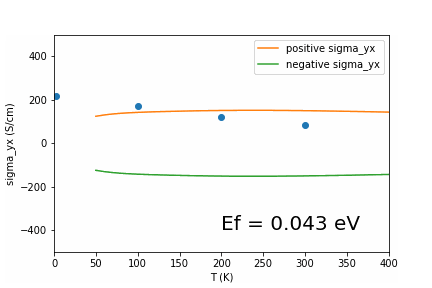 positive sigma_yx
negative sigma_yx
400
200
0
−200
−400
sigma_yx (S/cm)
Ef = 0.043 eV
0 50 100 150 200 250 300 350 400
T (K)